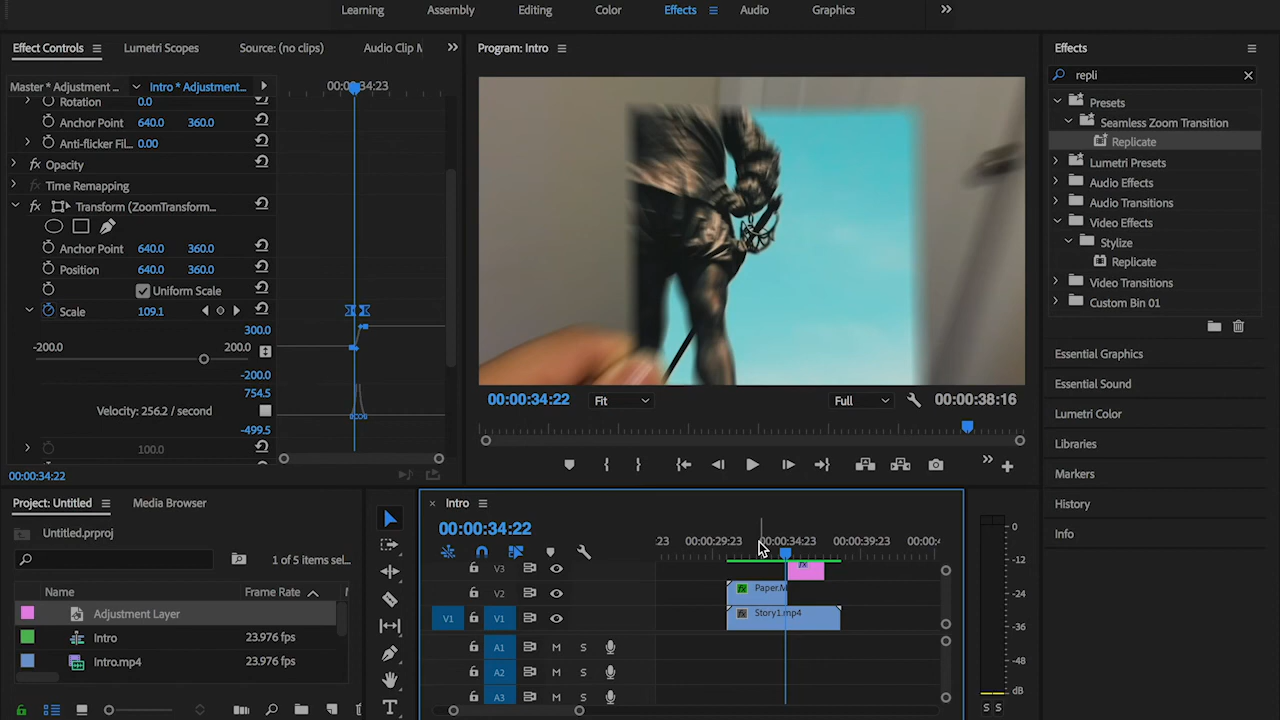 Learning Assembly Editing Color Effects Audio Graphics
Effect Controls Lumetri Scopes Source: (no clips) Audio Clip M
Program: Intro
Effects
Master * Adjustment ... Intro * Adjustment... 00:00:34:23
repli
Rotation 0.0
Anchor Point 640.0 360.0
Anti-flicker Fil... 0.00
fx Opacity
fx Time Remapping
fx Transform (ZoomTransform...
Anchor Point 640.0 360.0
Position 640.0 360.0
Uniform Scale
Scale 109.1
300.0
-200.0 200.0
-200.0
754.5
Velocity: 256.2 / second
-499.5
100.0
00:00:34:22
Presets
Seamless Zoom Transition
Replicate
Lumetri Presets
Audio Effects
Audio Transitions
Video Effects
Stylize
Replicate
Video Transitions
Custom Bin 01
Essential Graphics
Essential Sound
Lumetri Color
Libraries
Markers
History
Info
00:00:34:22 Fit Full 00:00:38:16
Project: Untitled Media Browser
Untitled.prproj
1 of 5 items sel...
Name Frame Rate
Adjustment Layer
Intro 23.976 fps
Intro.mp4 23.976 fps
Intro
00:00:34:22
:23 00:00:29:23 00:00:34:23 00:00:39:23 00:00:4
V3 fx
V2 fx Paper.M
V1 V1 fx Story1.mp4
A1 M S
A2 M S
A3 M S
0
-12
-24
-36
-48
dB
S S